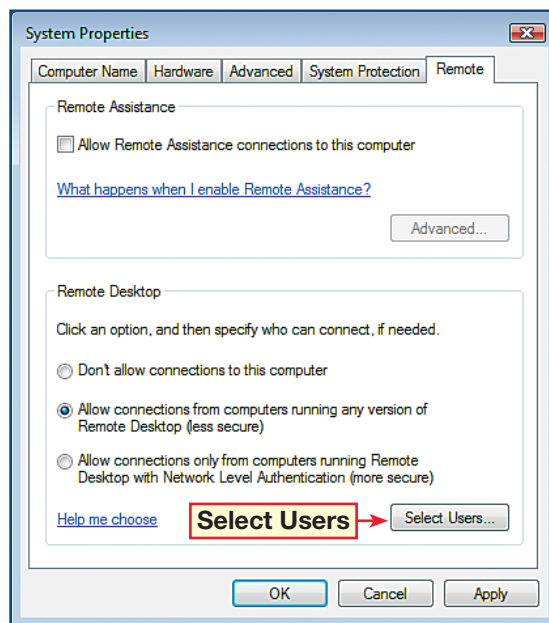 System Properties
Computer Name Hardware Advanced System Protection Remote
Remote Assistance
Allow Remote Assistance connections to this computer
What happens when I enable Remote Assistance?
Advanced...
Remote Desktop
Click an option, and then specify who can connect, if needed.
Don't allow connections to this computer
Allow connections from computers running any version of
Remote Desktop (less secure)
Allow connections only from computers running Remote
Desktop with Network Level Authentication (more secure)
Help me choose Select Users Select Users...
OK Cancel Apply